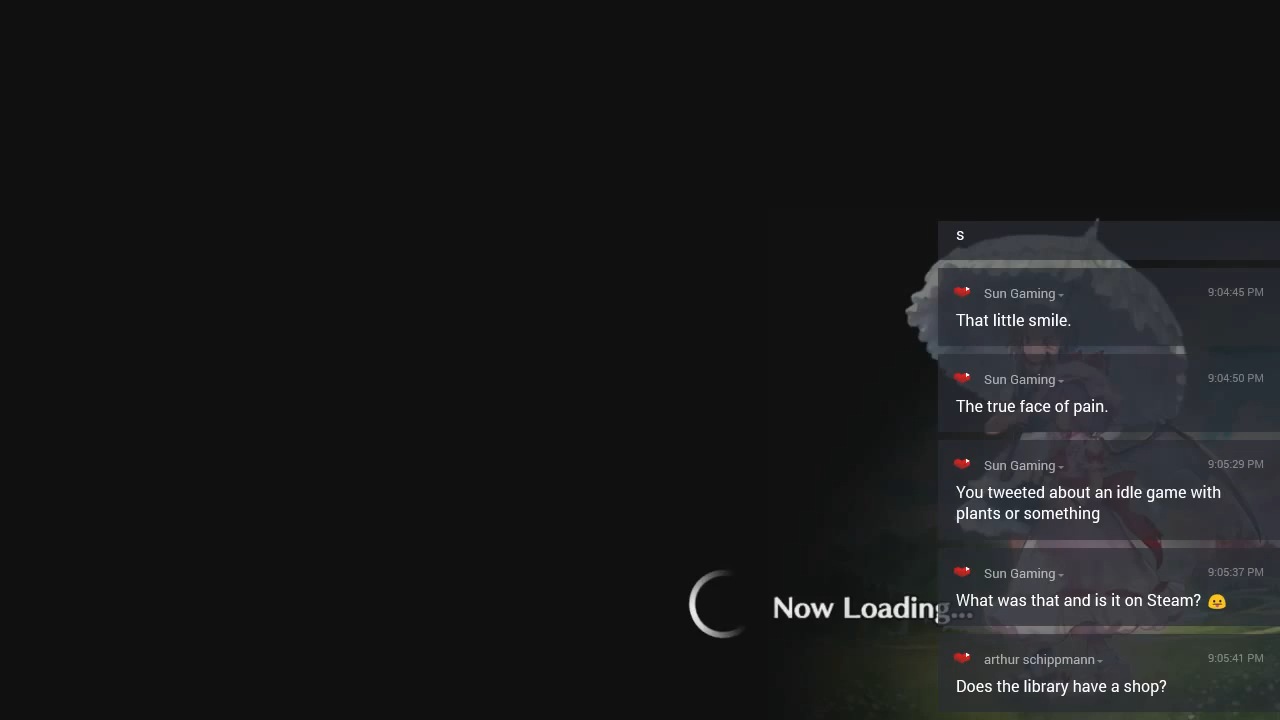 s
Sun Gaming 9:04:45 PM
That little smile.
Sun Gaming 9:04:50 PM
The true face of pain.
Sun Gaming 9:05:29 PM
You tweeted about an idle game with
plants or something
Sun Gaming 9:05:37 PM
What was that and is it on Steam? 😛
Now Loading...
arthur schippmann 9:05:41 PM
Does the library have a shop?